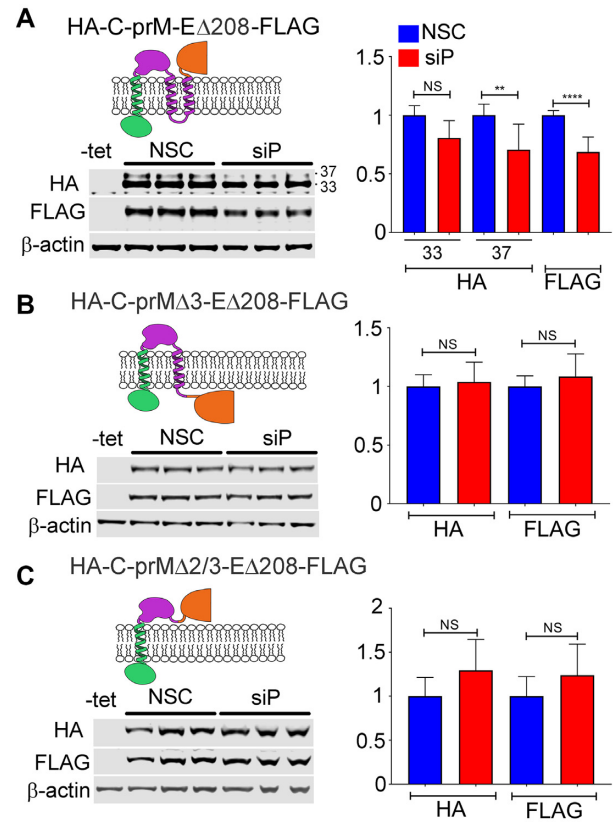 A
HA-C-prM-EΔ208-FLAG
-tet NSC siP
HA
37
33
FLAG
β-actin
NSC
siP
1.5
1
0.5
0
NS
**
****
33 37
HA FLAG
B
HA-C-prMΔ3-EΔ208-FLAG
-tet NSC siP
HA
FLAG
β-actin
1.5
1
0.5
0
NS NS
HA FLAG
C
HA-C-prMΔ2/3-EΔ208-FLAG
-tet NSC siP
HA
FLAG
β-actin
2
1.5
1
0.5
0
NS NS
HA FLAG